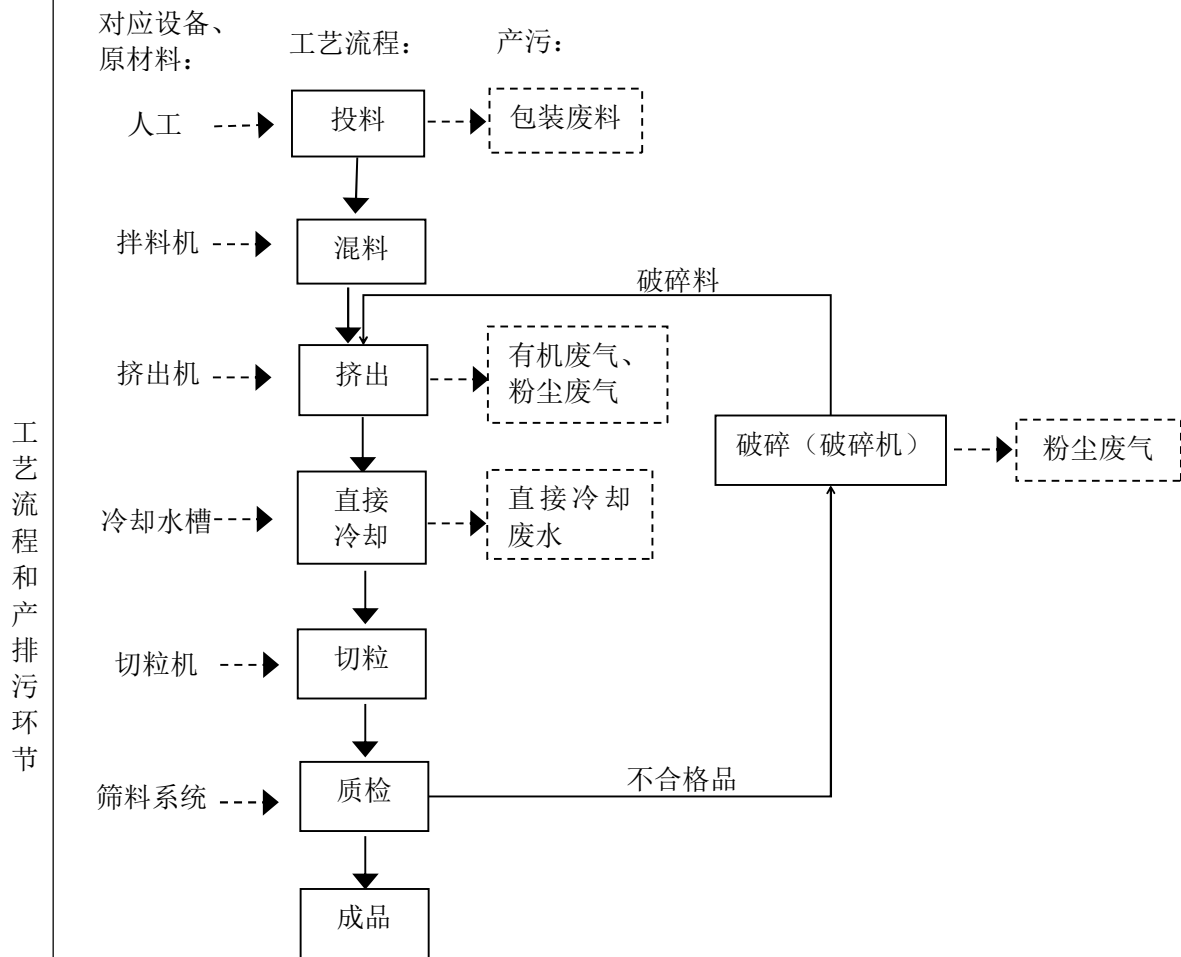 对应设备、
原材料：
工艺流程：
产污：
人工
投料
包装废料
拌料机
混料
破碎料
挤出机
挤出
有机废气、
粉尘废气
破碎（破碎机）
粉尘废气
冷却水槽
直接
冷却
直接冷却
废水
切粒机
切粒
筛料系统
质检
不合格品
成品
工
艺
流
程
和
产
排
污
环
节